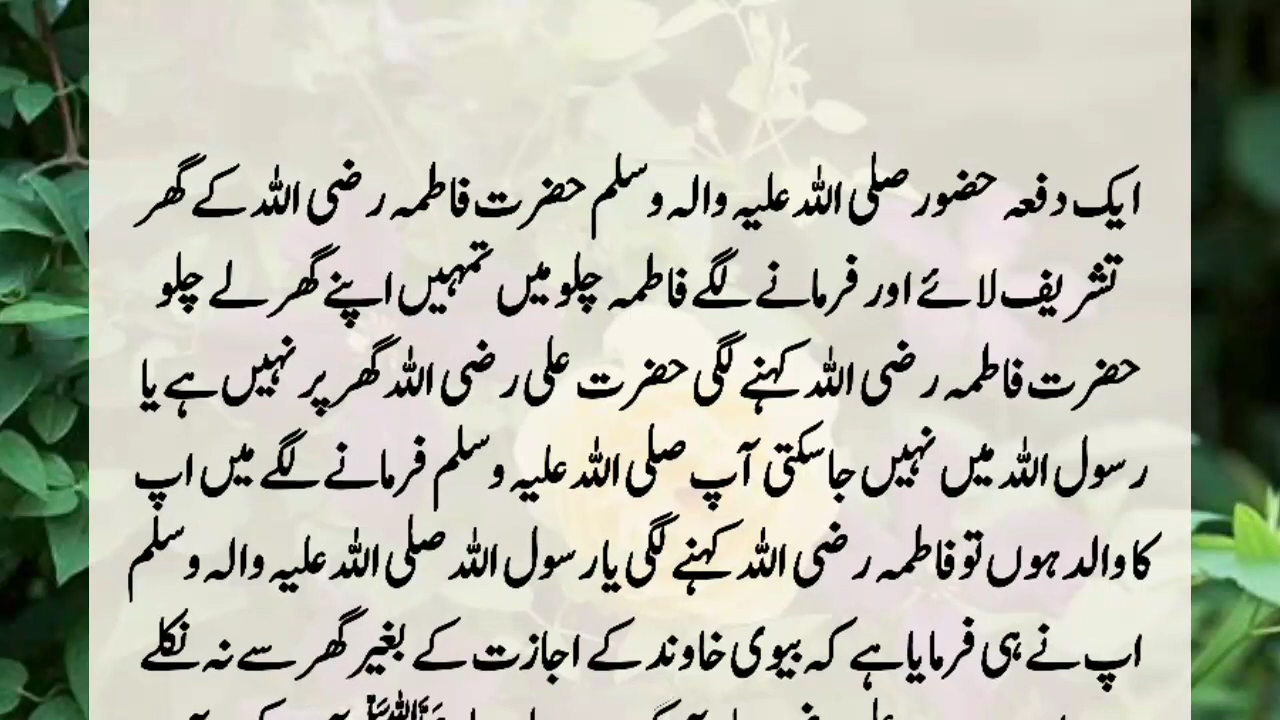 ایک دفعہ حضور صلی اللہ علیہ والہ وسلم حضرت فاطمہ رضی اللہ کے گھر
تشریف لائے اور فرمانے لگے فاطمہ چلو میں تمہیں اپنے گھر لے چلو
حضرت فاطمہ رضی اللہ کہنے لگی حضرت علی رضی اللہ گھر پر نہیں ہے یا
رسول اللہ میں نہیں جاسکتی آپ صلی اللہ علیہ وسلم فرمانے لگے میں اپ
کا والد ہوں تو فاطمہ رضی اللہ کہنے لگی یارسول اللہ صلی اللہ علیہ والہ وسلم
اپ نے ہی فرمایا ہے کہ بیوی خاوند کے اجازت کے بغیر گھر سے نہ نکلے